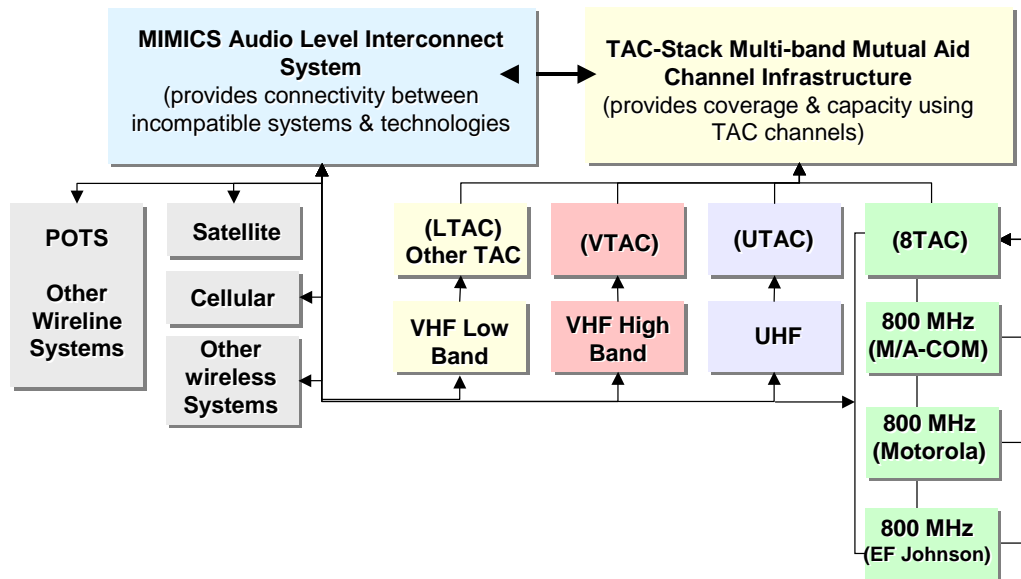 MIMICS Audio Level Interconnect
System
(provides connectivity between
incompatible systems & technologies
TAC-Stack Multi-band Mutual Aid
Channel Infrastructure
(provides coverage & capacity using
TAC channels)
POTS
Other
Wireline
Systems
Satellite
Cellular
Other
wireless
Systems
(LTAC)
Other TAC
VHF Low
Band
(VTAC)
VHF High
Band
(UTAC)
UHF
(8TAC)
800 MHz
(M/A-COM)
800 MHz
(Motorola)
800 MHz
(EF Johnson)